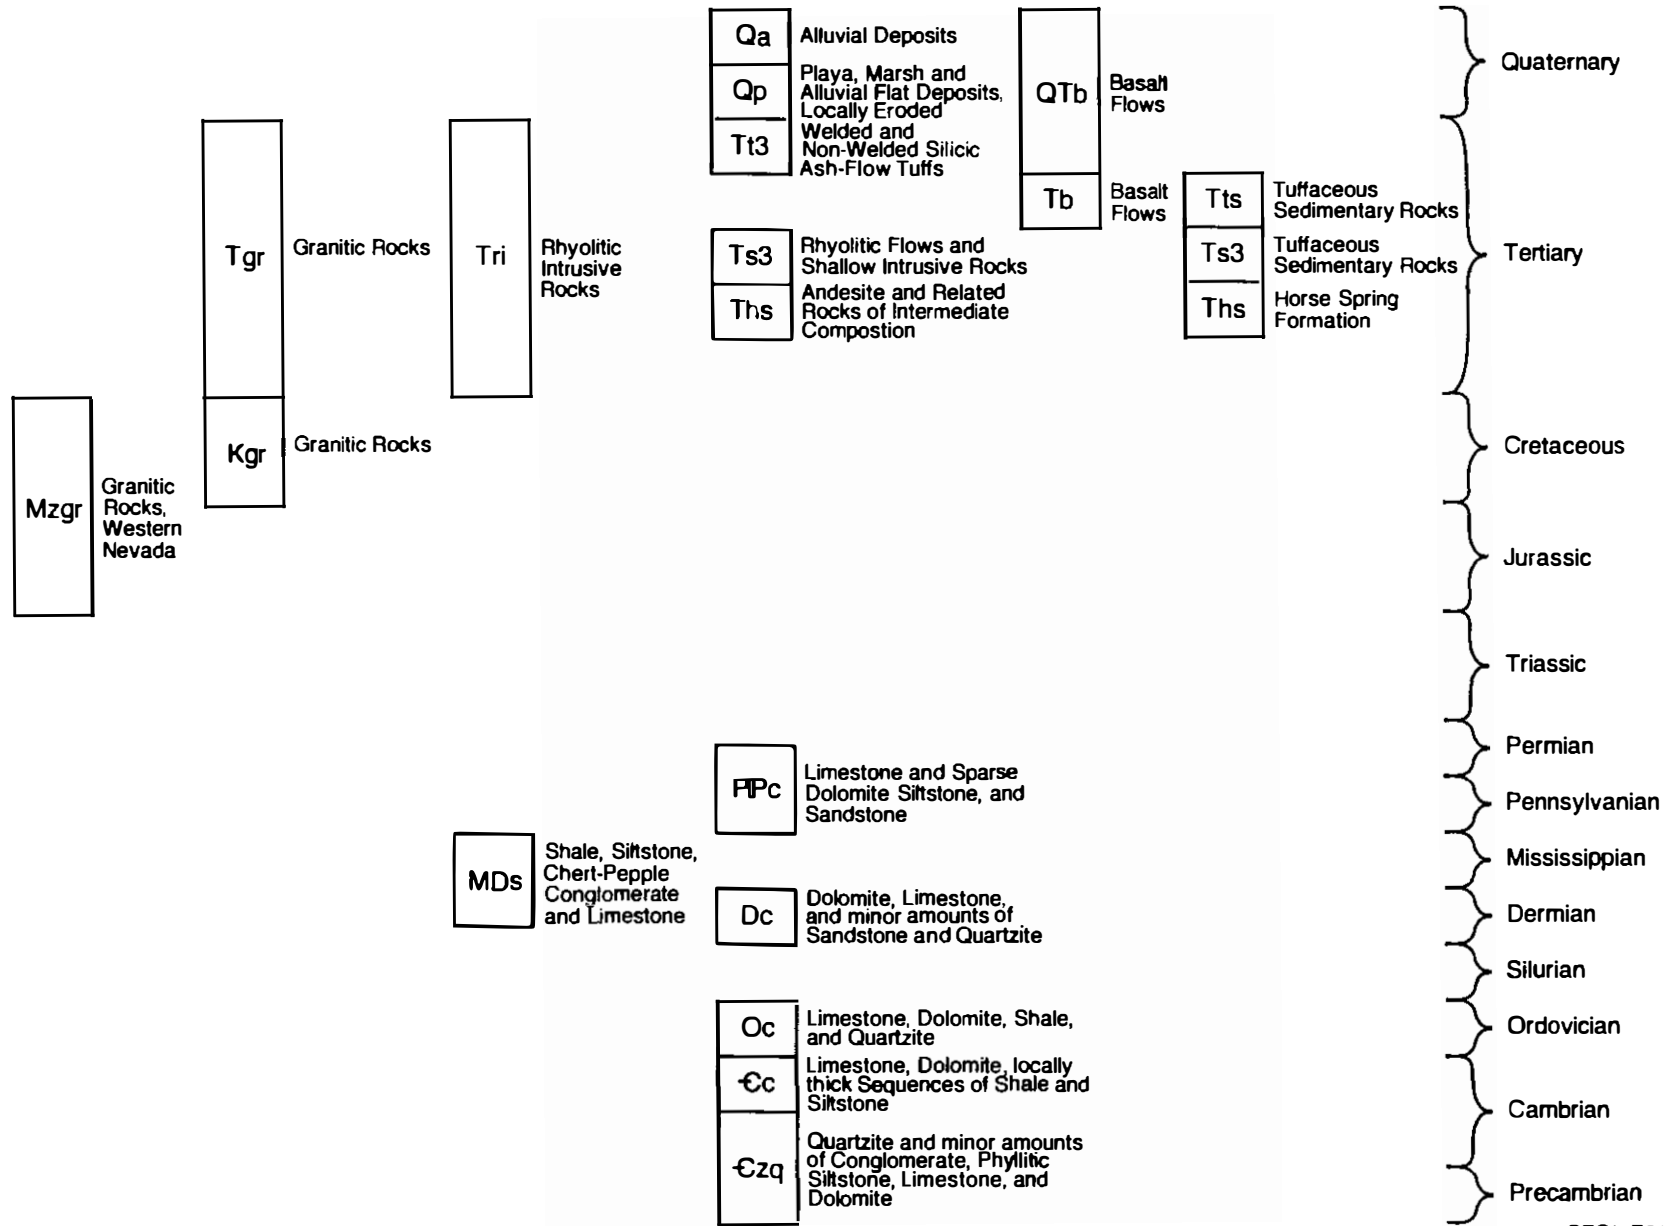 Qa
Alluvial Deposits
Qp
Playa, Marsh and
Alluvial Flat Deposits,
Locally Eroded
Tt3
Welded and
Non-Welded Silicic
Ash-Flow Tuffs
QTb
Basalt
Flows
Tb
Basalt
Flows
Tts
Tuffaceous
Sedimentary Rocks
Ts3
Tuffaceous
Sedimentary Rocks
Ths
Horse Spring
Formation
Tgr
Granitic Rocks
Tri
Rhyolitic
Intrusive
Rocks
Ts3
Rhyolitic Flows and
Shallow Intrusive Rocks
Ths
Andesite and Related
Rocks of Intermediate
Compostion
Kgr
Granitic Rocks
Mzgr
Granitic
Rocks,
Western
Nevada
PIPc
Limestone and Sparse
Dolomite Siltstone, and
Sandstone
MDs
Shale, Siltstone,
Chert-Pepple
Conglomerate
and Limestone
Dc
Dolomite, Limestone,
and minor amounts of
Sandstone and Quartzite
Oc
Limestone, Dolomite, Shale,
and Quartzite
Ꞓc
Limestone, Dolomite, locally
thick Sequences of Shale and
Siltstone
Ꞓzq
Quartzite and minor amounts
of Conglomerate, Phyllitic
Siltstone, Limestone, and
Dolomite
Quaternary
Tertiary
Cretaceous
Jurassic
Triassic
Permian
Pennsylvanian
Mississippian
Dermian
Silurian
Ordovician
Cambrian
Precambrian